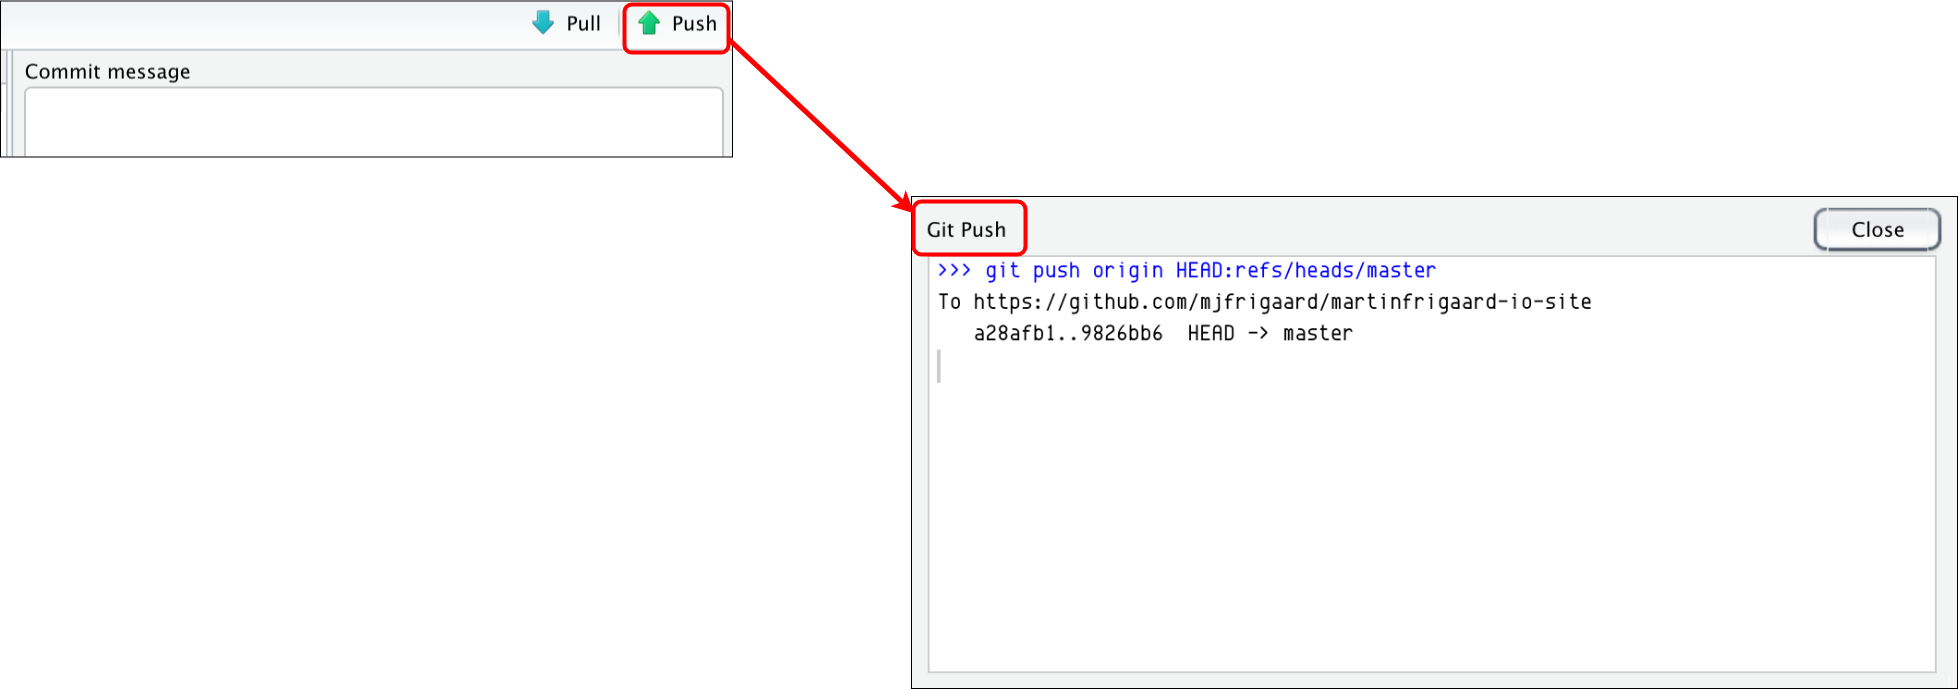 Pull Push
Commit message
Git Push Close
>>> git push origin HEAD:refs/heads/master
To https://github.com/mjfrigaard/martinfrigaard-io-site
a28afb1..9826bb6 HEAD -> master